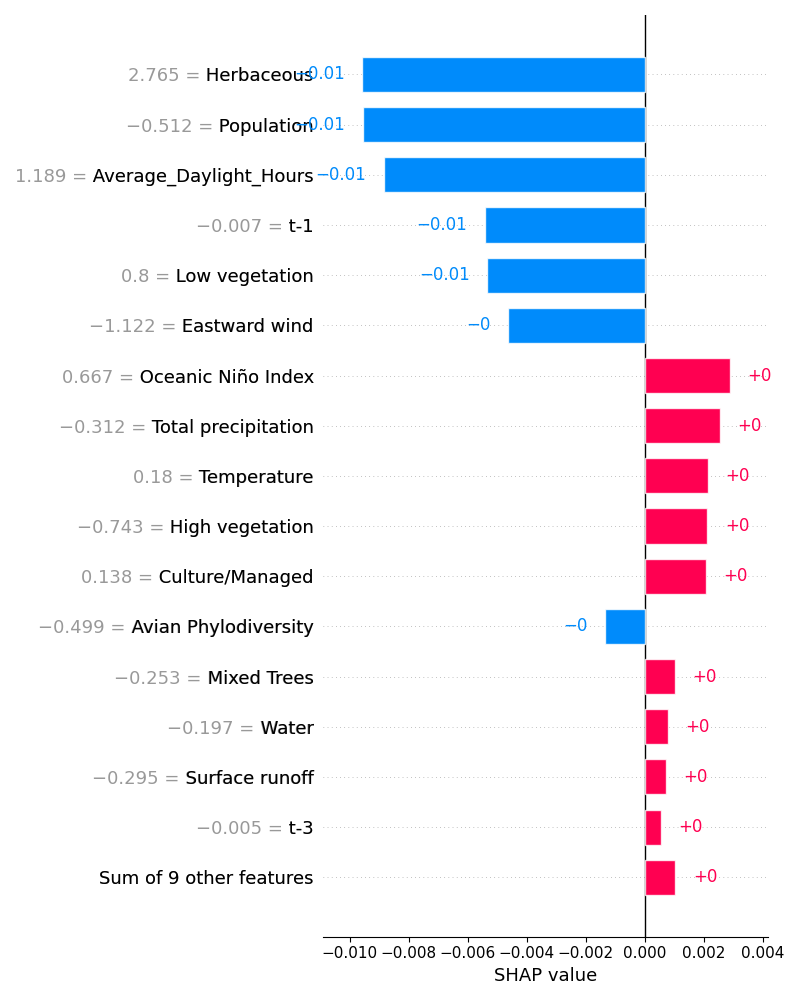 2.765 = Herbaceous −0.01
−0.512 = Population −0.01
1.189 = Average_Daylight_Hours −0.01
−0.007 = t-1 −0.01
0.8 = Low vegetation −0.01
−1.122 = Eastward wind −0
0.667 = Oceanic Niño Index +0
−0.312 = Total precipitation +0
0.18 = Temperature +0
−0.743 = High vegetation +0
0.138 = Culture/Managed +0
−0.499 = Avian Phylodiversity −0
−0.253 = Mixed Trees +0
−0.197 = Water +0
−0.295 = Surface runoff +0
−0.005 = t-3 +0
Sum of 9 other features +0
−0.010 −0.008 −0.006 −0.004 −0.002 0.000 0.002 0.004
SHAP value